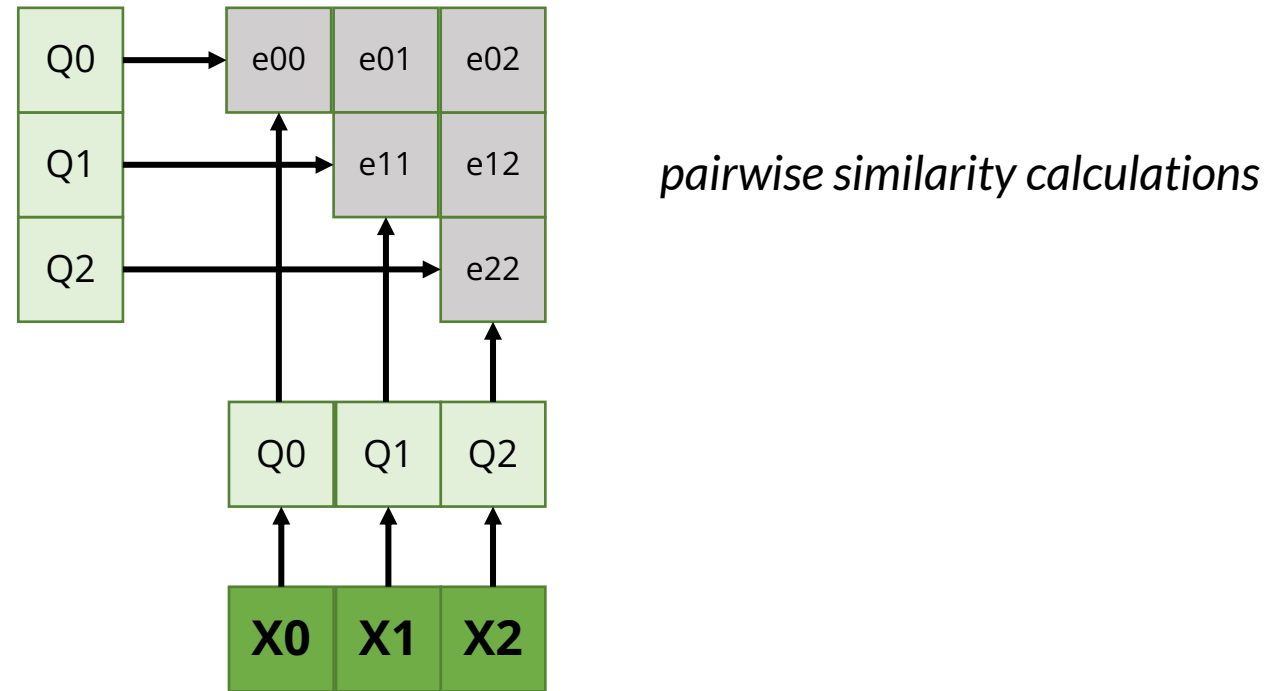 Q0 e00 e01 e02
Q1 e11 e12
pairwise similarity calculations
Q2 e22
Q0 Q1 Q2
X0 X1 X2